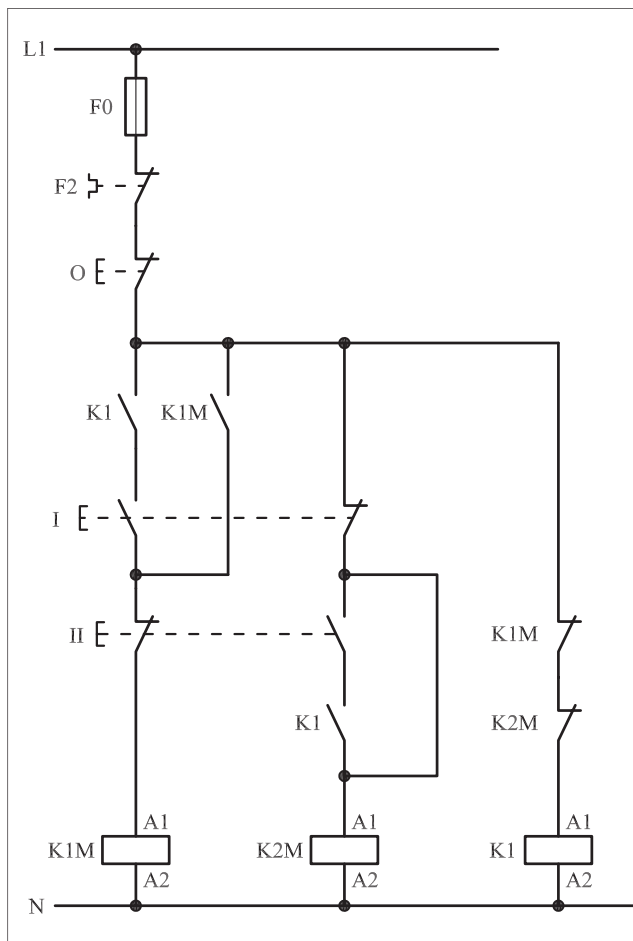 L1
F0
F2
O
K1 K1M
I
II K1M
K1 K2M
A1 A1 A1
K1M K2M K1
A2 A2 A2
N